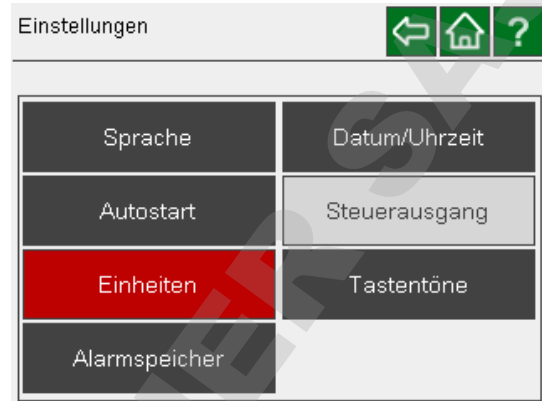 Einstellungen
?
Sprache
Datum/Uhrzeit
Autostart
Steuerausgang
Einheiten
Tastentöne
Alarmspeicher